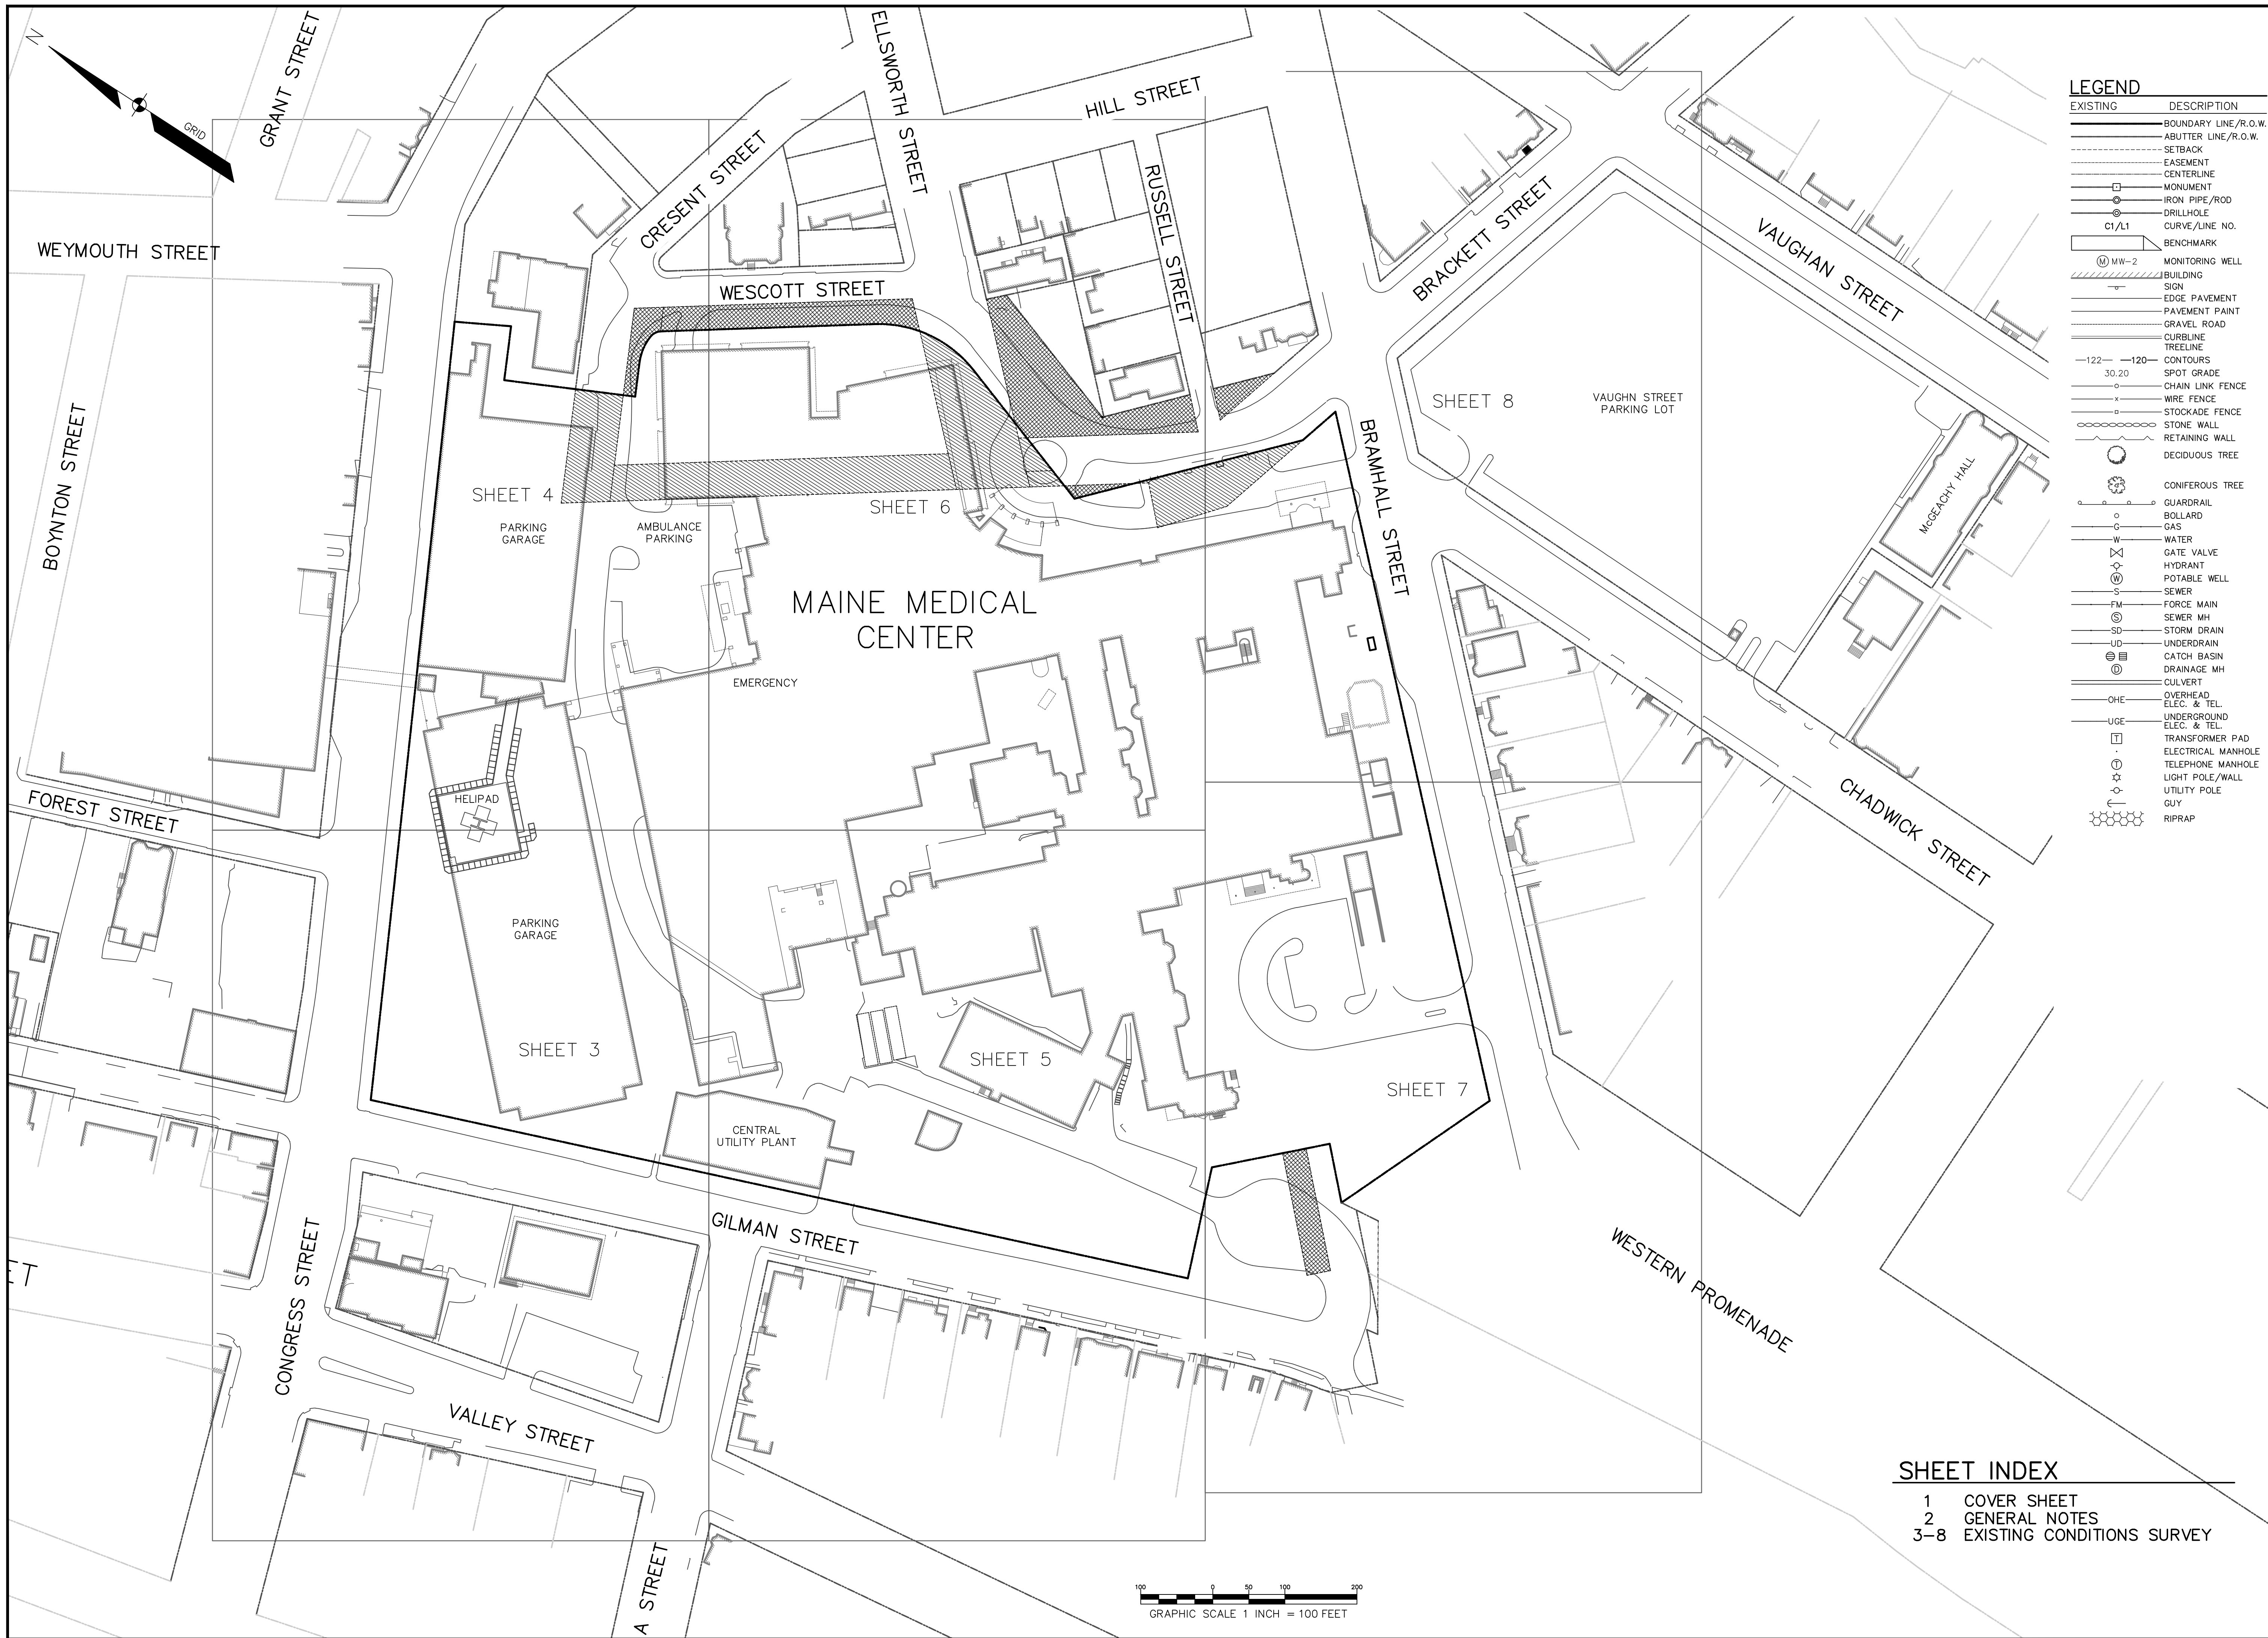 N
GRID
GRANT STREET
ELLSWORTH STREET
HILL STREET
CRESENT STREET
RUSSELL STREET
BRACKETT STREET
VAUGHAN STREET
WEYMOUTH STREET
WESCOTT STREET
BOYNTON STREET
BRAMHALL STREET
SHEET 8
VAUGHN STREET
PARKING LOT
McGEACHY HALL
SHEET 4
PARKING
GARAGE
AMBULANCE
PARKING
SHEET 6
MAINE MEDICAL
CENTER
EMERGENCY
HELIPAD
FOREST STREET
CHADWICK STREET
PARKING
GARAGE
SHEET 3
SHEET 5
SHEET 7
CENTRAL
UTILITY PLANT
GILMAN STREET
CONGRESS STREET
VALLEY STREET
WESTERN PROMENADE
ET
A STREET
LEGEND
EXISTING DESCRIPTION
BOUNDARY LINE/R.O.W.
ABUTTER LINE/R.O.W.
SETBACK
EASEMENT
CENTERLINE
MONUMENT
IRON PIPE/ROD
DRILLHOLE
C1/L1 CURVE/LINE NO.
BENCHMARK
M MW-2 MONITORING WELL
BUILDING
SIGN
EDGE PAVEMENT
PAVEMENT PAINT
GRAVEL ROAD
CURBLINE
TREELINE
122 120 CONTOURS
30.20 SPOT GRADE
CHAIN LINK FENCE
x WIRE FENCE
STOCKADE FENCE
STONE WALL
RETAINING WALL
DECIDUOUS TREE
CONIFEROUS TREE
GUARDRAIL
BOLLARD
G GAS
W WATER
GATE VALVE
HYDRANT
W POTABLE WELL
S SEWER
FM FORCE MAIN
S SEWER MH
SD STORM DRAIN
UD UNDERDRAIN
CATCH BASIN
D DRAINAGE MH
CULVERT
OHE OVERHEAD
ELEC. & TEL.
UGE UNDERGROUND
ELEC. & TEL.
T TRANSFORMER PAD
ELECTRICAL MANHOLE
T TELEPHONE MANHOLE
LIGHT POLE/WALL
UTILITY POLE
GUY
RIPRAP
SHEET INDEX
1 COVER SHEET
2 GENERAL NOTES
3-8 EXISTING CONDITIONS SURVEY
100 0 50 100 200
GRAPHIC SCALE 1 INCH = 100 FEET